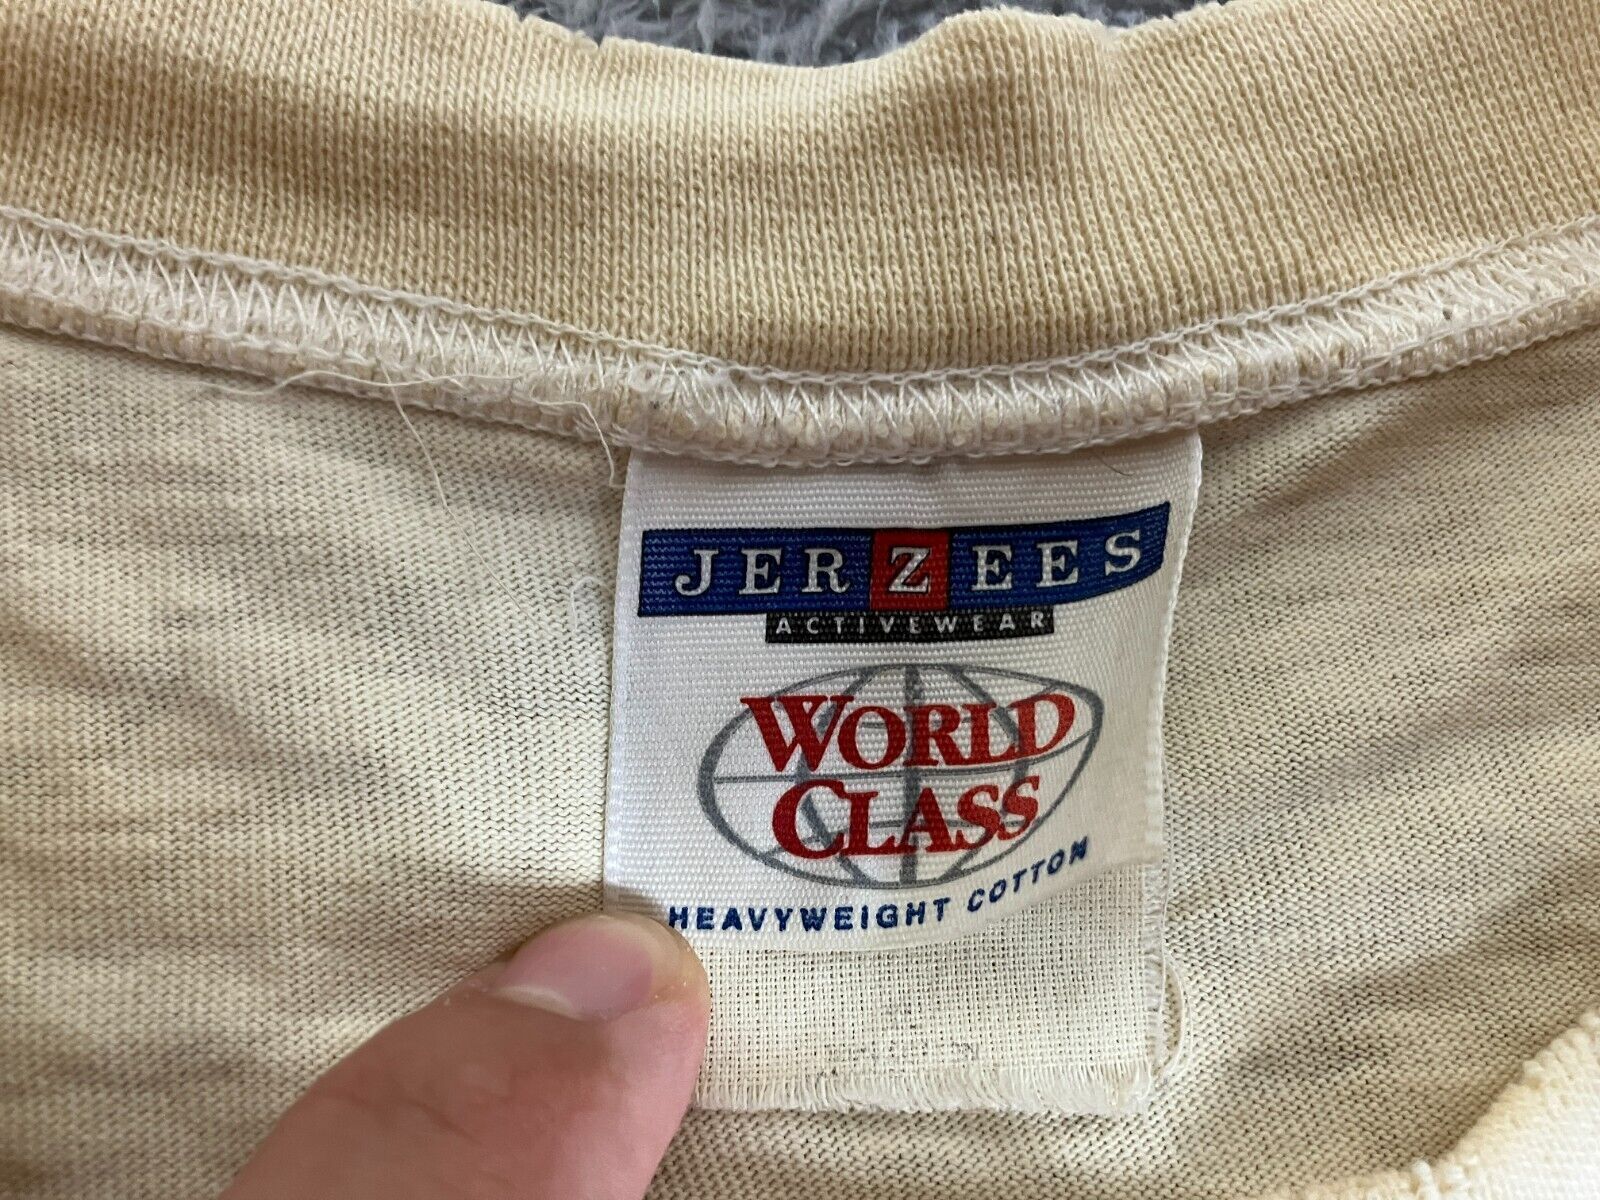 JERZEES
ACTIVEWEAR
WORLD
CLASS
HEAVYWEIGHT COTTON